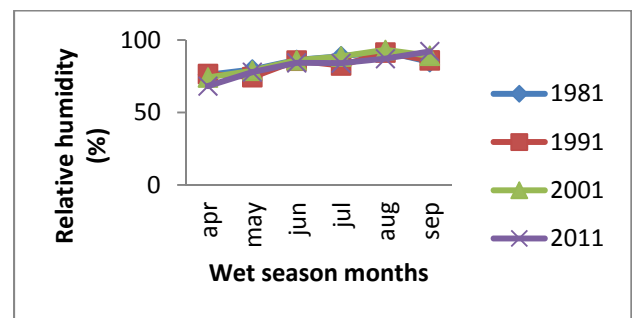 Relative humidity
(%)
100
50
0
apr
may
jun
jul
aug
sep
Wet season months
1981
1991
2001
2011